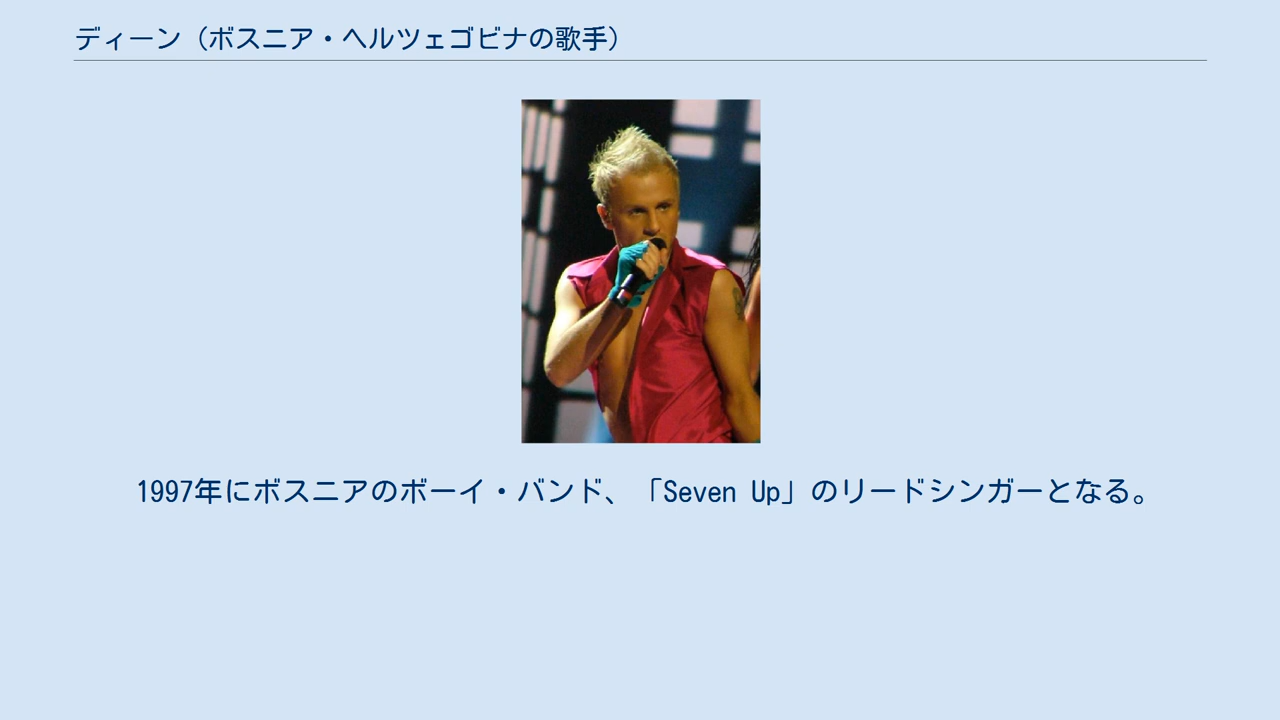 ディーン（ボスニア・ヘルツェゴビナの歌手）
1997年にボスニアのボーイ・バンド、「Seven Up」のリードシンガーとなる。